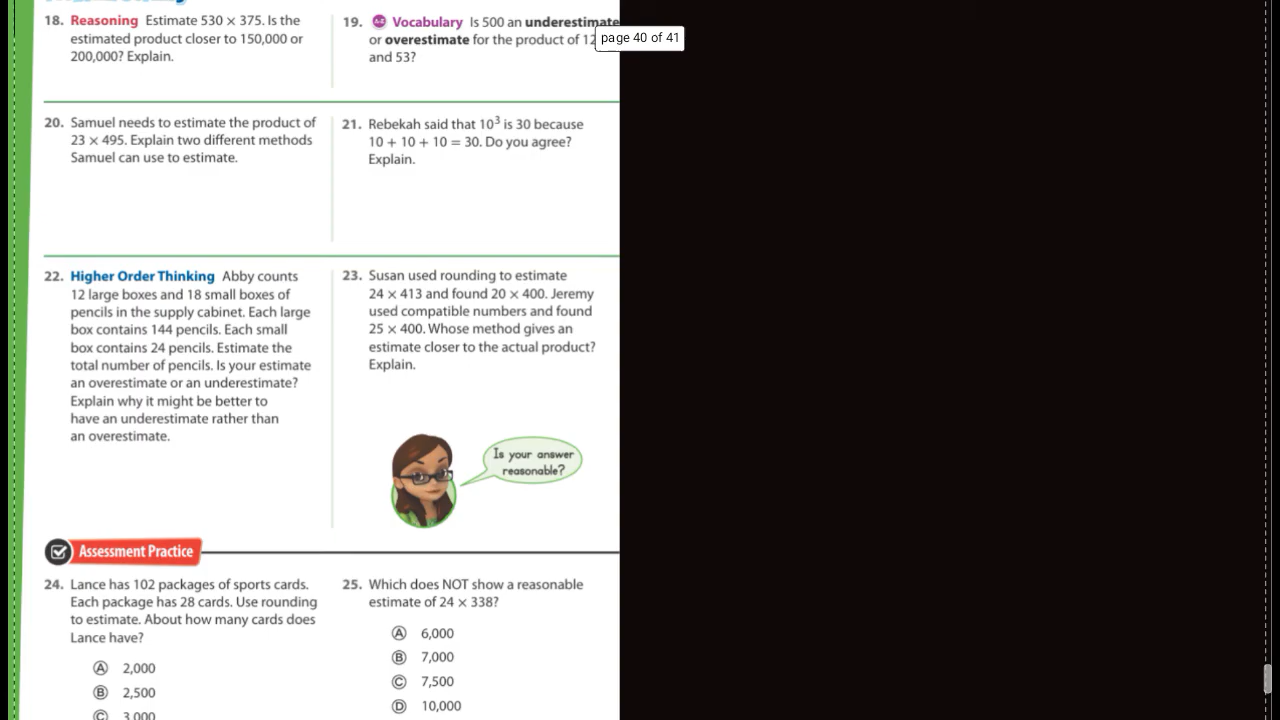 18. Reasoning Estimate 530 × 375. Is the
estimated product closer to 150,000 or
200,000? Explain.
19. A-Z Vocabulary Is 500 an underestimate
or overestimate for the product of 12
and 53?
page 40 of 41
20. Samuel needs to estimate the product of
23 × 495. Explain two different methods
Samuel can use to estimate.
21. Rebekah said that 10³ is 30 because
10 + 10 + 10 = 30. Do you agree?
Explain.
22. Higher Order Thinking Abby counts
12 large boxes and 18 small boxes of
pencils in the supply cabinet. Each large
box contains 144 pencils. Each small
box contains 24 pencils. Estimate the
total number of pencils. Is your estimate
an overestimate or an underestimate?
Explain why it might be better to
have an underestimate rather than
an overestimate.
23. Susan used rounding to estimate
24 × 413 and found 20 × 400. Jeremy
used compatible numbers and found
25 × 400. Whose method gives an
estimate closer to the actual product?
Explain.
Is your answer
reasonable?
Assessment Practice
24. Lance has 102 packages of sports cards.
Each package has 28 cards. Use rounding
to estimate. About how many cards does
Lance have?
A 2,000
B 2,500
C 3,000
25. Which does NOT show a reasonable
estimate of 24 × 338?
A 6,000
B 7,000
C 7,500
D 10,000